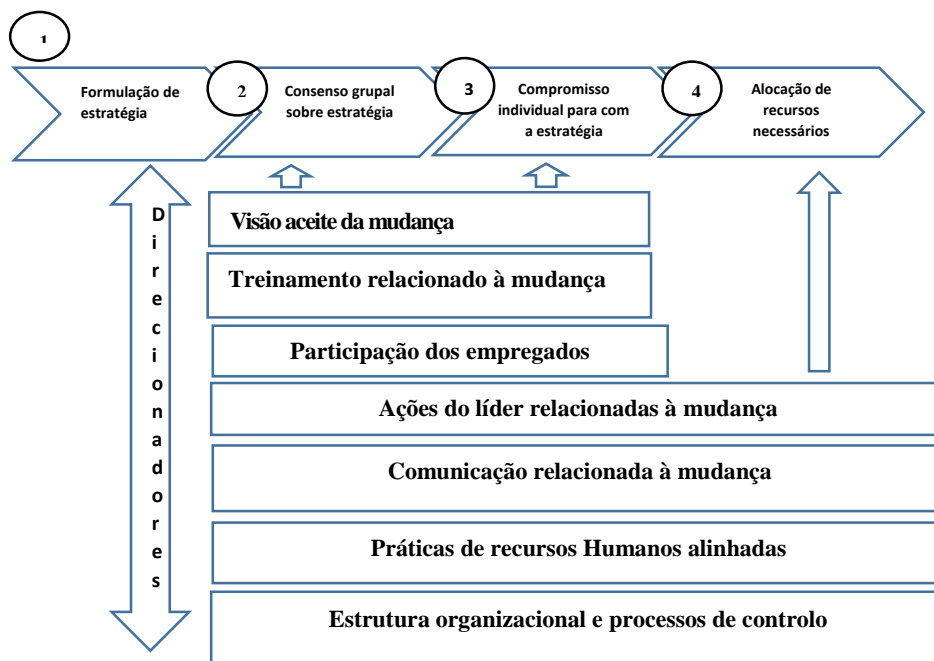 1
Formulação de
estratégia
2
Consenso grupal
sobre estratégia
3
Compromisso
individual para com
a estratégia
4
Alocação de
recursos
necessários
Direcionadores
Visão aceite da mudança
Treinamento relacionado à mudança
Participação dos empregados
Ações do líder relacionadas à mudança
Comunicação relacionada à mudança
Práticas de recursos Humanos alinhadas
Estrutura organizacional e processos de controlo